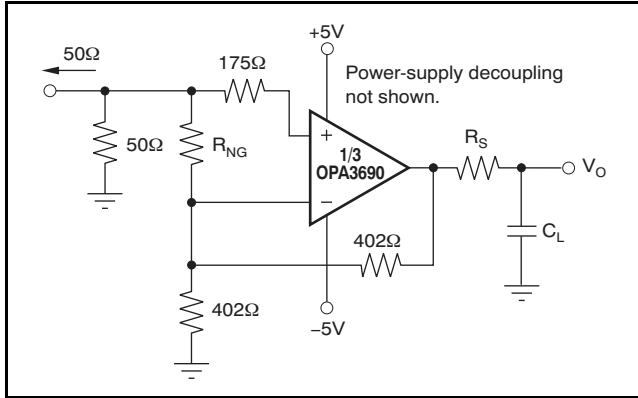 +5V
50Ω
175Ω
Power-supply decoupling
not shown.
50Ω
R_NG
+
1/3
OPA3690
−
R_S
V_O
C_L
402Ω
402Ω
−5V